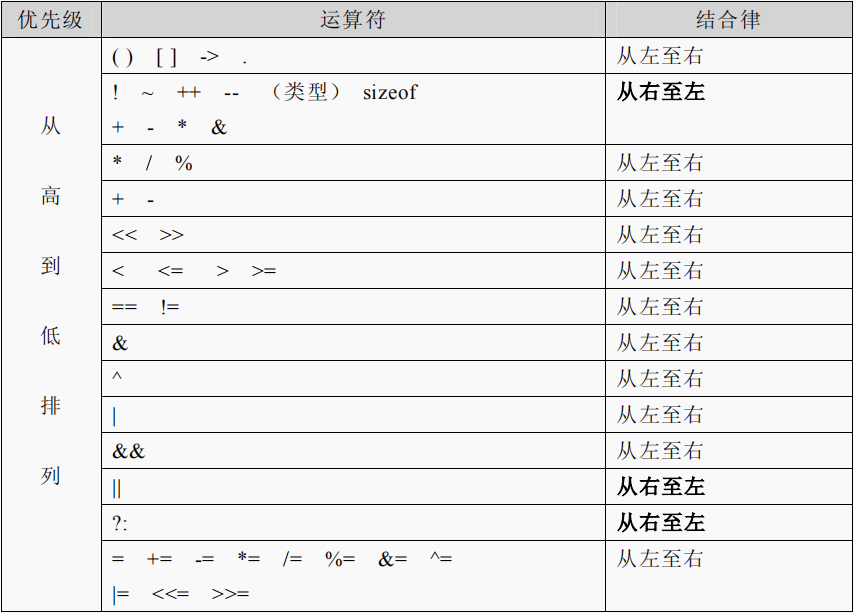 优先级 运算符 结合律
( ) [ ] -> . 从左至右
! ~ ++ -- （类型） sizeof 从右至左
+ - * &
* / % 从左至右
+ - 从左至右
<< >> 从左至右
< <= > >= 从左至右
== != 从左至右
& 从左至右
^ 从左至右
| 从左至右
&& 从左至右
|| 从右至左
?: 从右至左
= += -= *= /= %= &= ^= 从左至右
|= <<= >>=
从
高
到
低
排
列